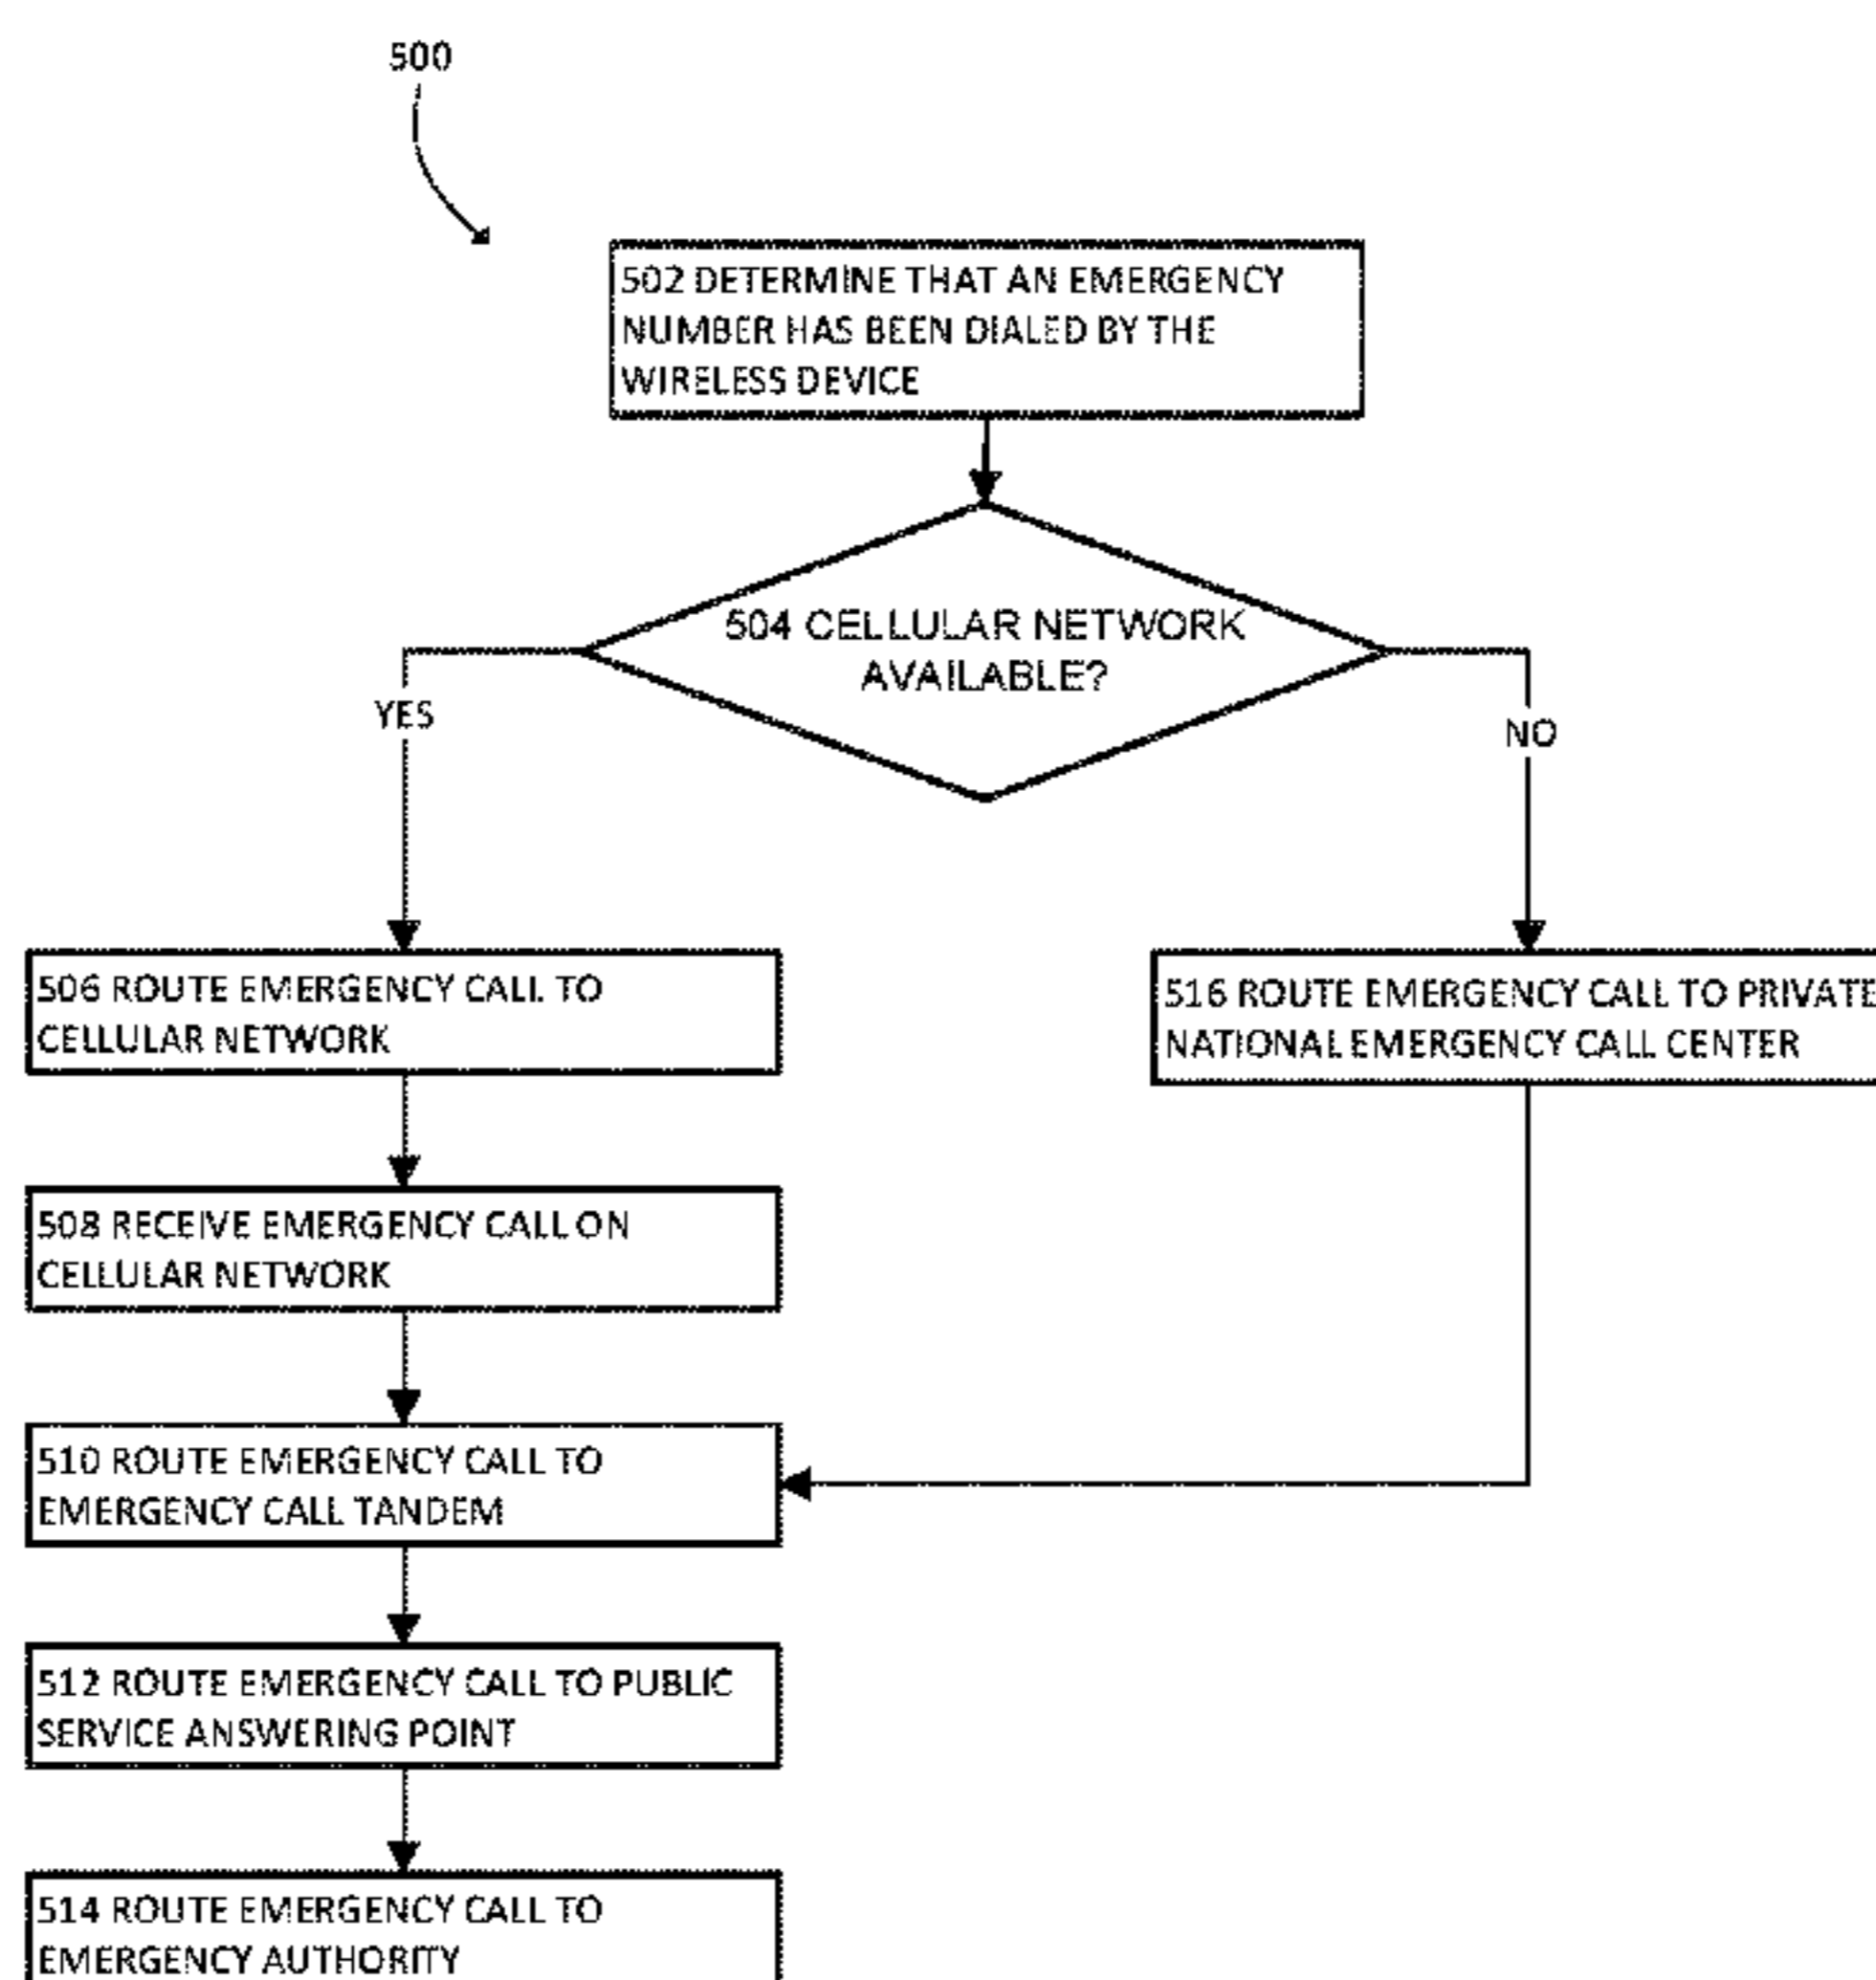 500
502 DETERMINE THAT AN EMERGENCY
NUMBER HAS BEEN DIALED BY THE
WIRELESS DEVICE
504 CELLULAR NETWORK
AVAILABLE?
YES
NO
506 ROUTE EMERGENCY CALL TO
CELLULAR NETWORK
516 ROUTE EMERGENCY CALL TO PRIVATE
NATIONAL EMERGENCY CALL CENTER
508 RECEIVE EMERGENCY CALL ON
CELLULAR NETWORK
510 ROUTE EMERGENCY CALL TO
EMERGENCY CALL TANDEM
512 ROUTE EMERGENCY CALL TO PUBLIC
SERVICE ANSWERING POINT
514 ROUTE EMERGENCY CALL TO
EMERGENCY AUTHORITY